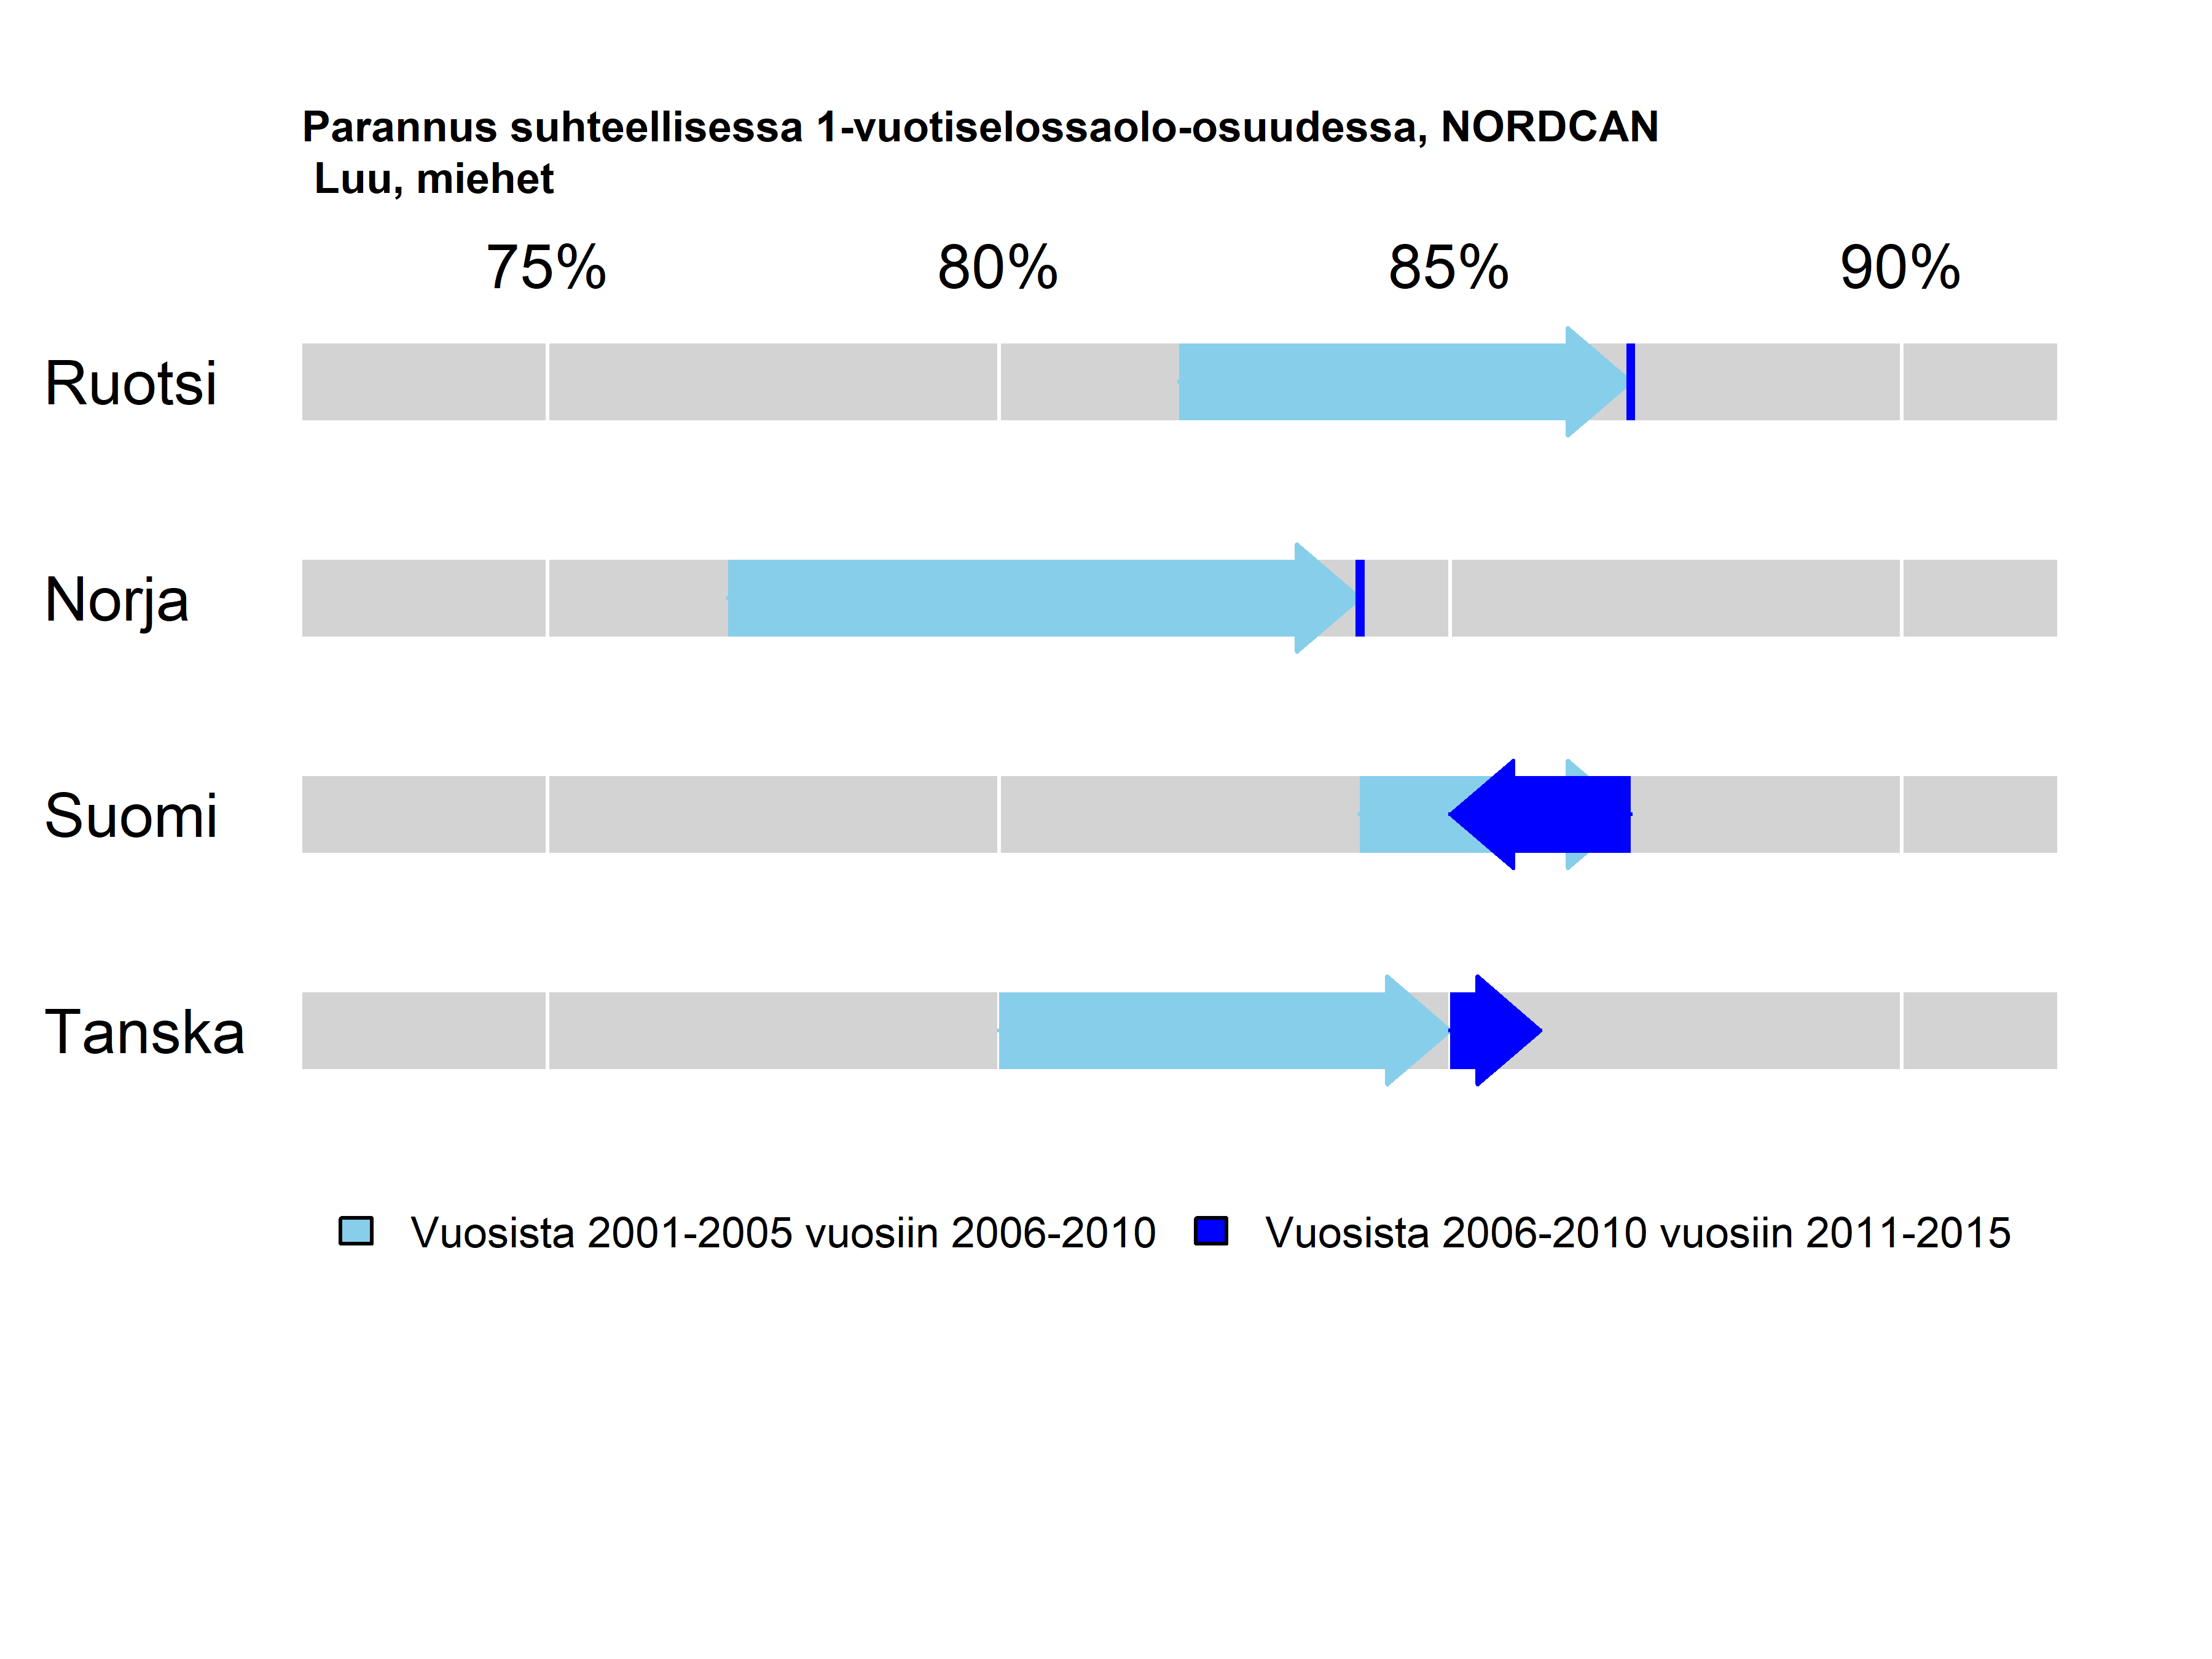 Parannus suhteellisessa 1-vuotiselossaolo-osuudessa, NORDCAN
Luu, miehet
75% 80% 85% 90%
Ruotsi
Norja
Suomi
Tanska
Vuosista 2001-2005 vuosiin 2006-2010 Vuosista 2006-2010 vuosiin 2011-2015